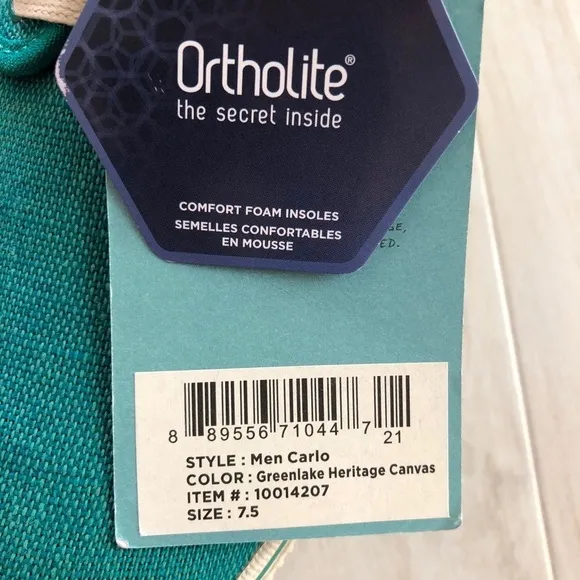 Ortholite®
the secret inside
COMFORT FOAM INSOLES
SEMELLES CONFORTABLES
EN MOUSSE
8 89556 71044 7 21
STYLE : Men Carlo
COLOR : Greenlake Heritage Canvas
ITEM # : 10014207
SIZE : 7.5